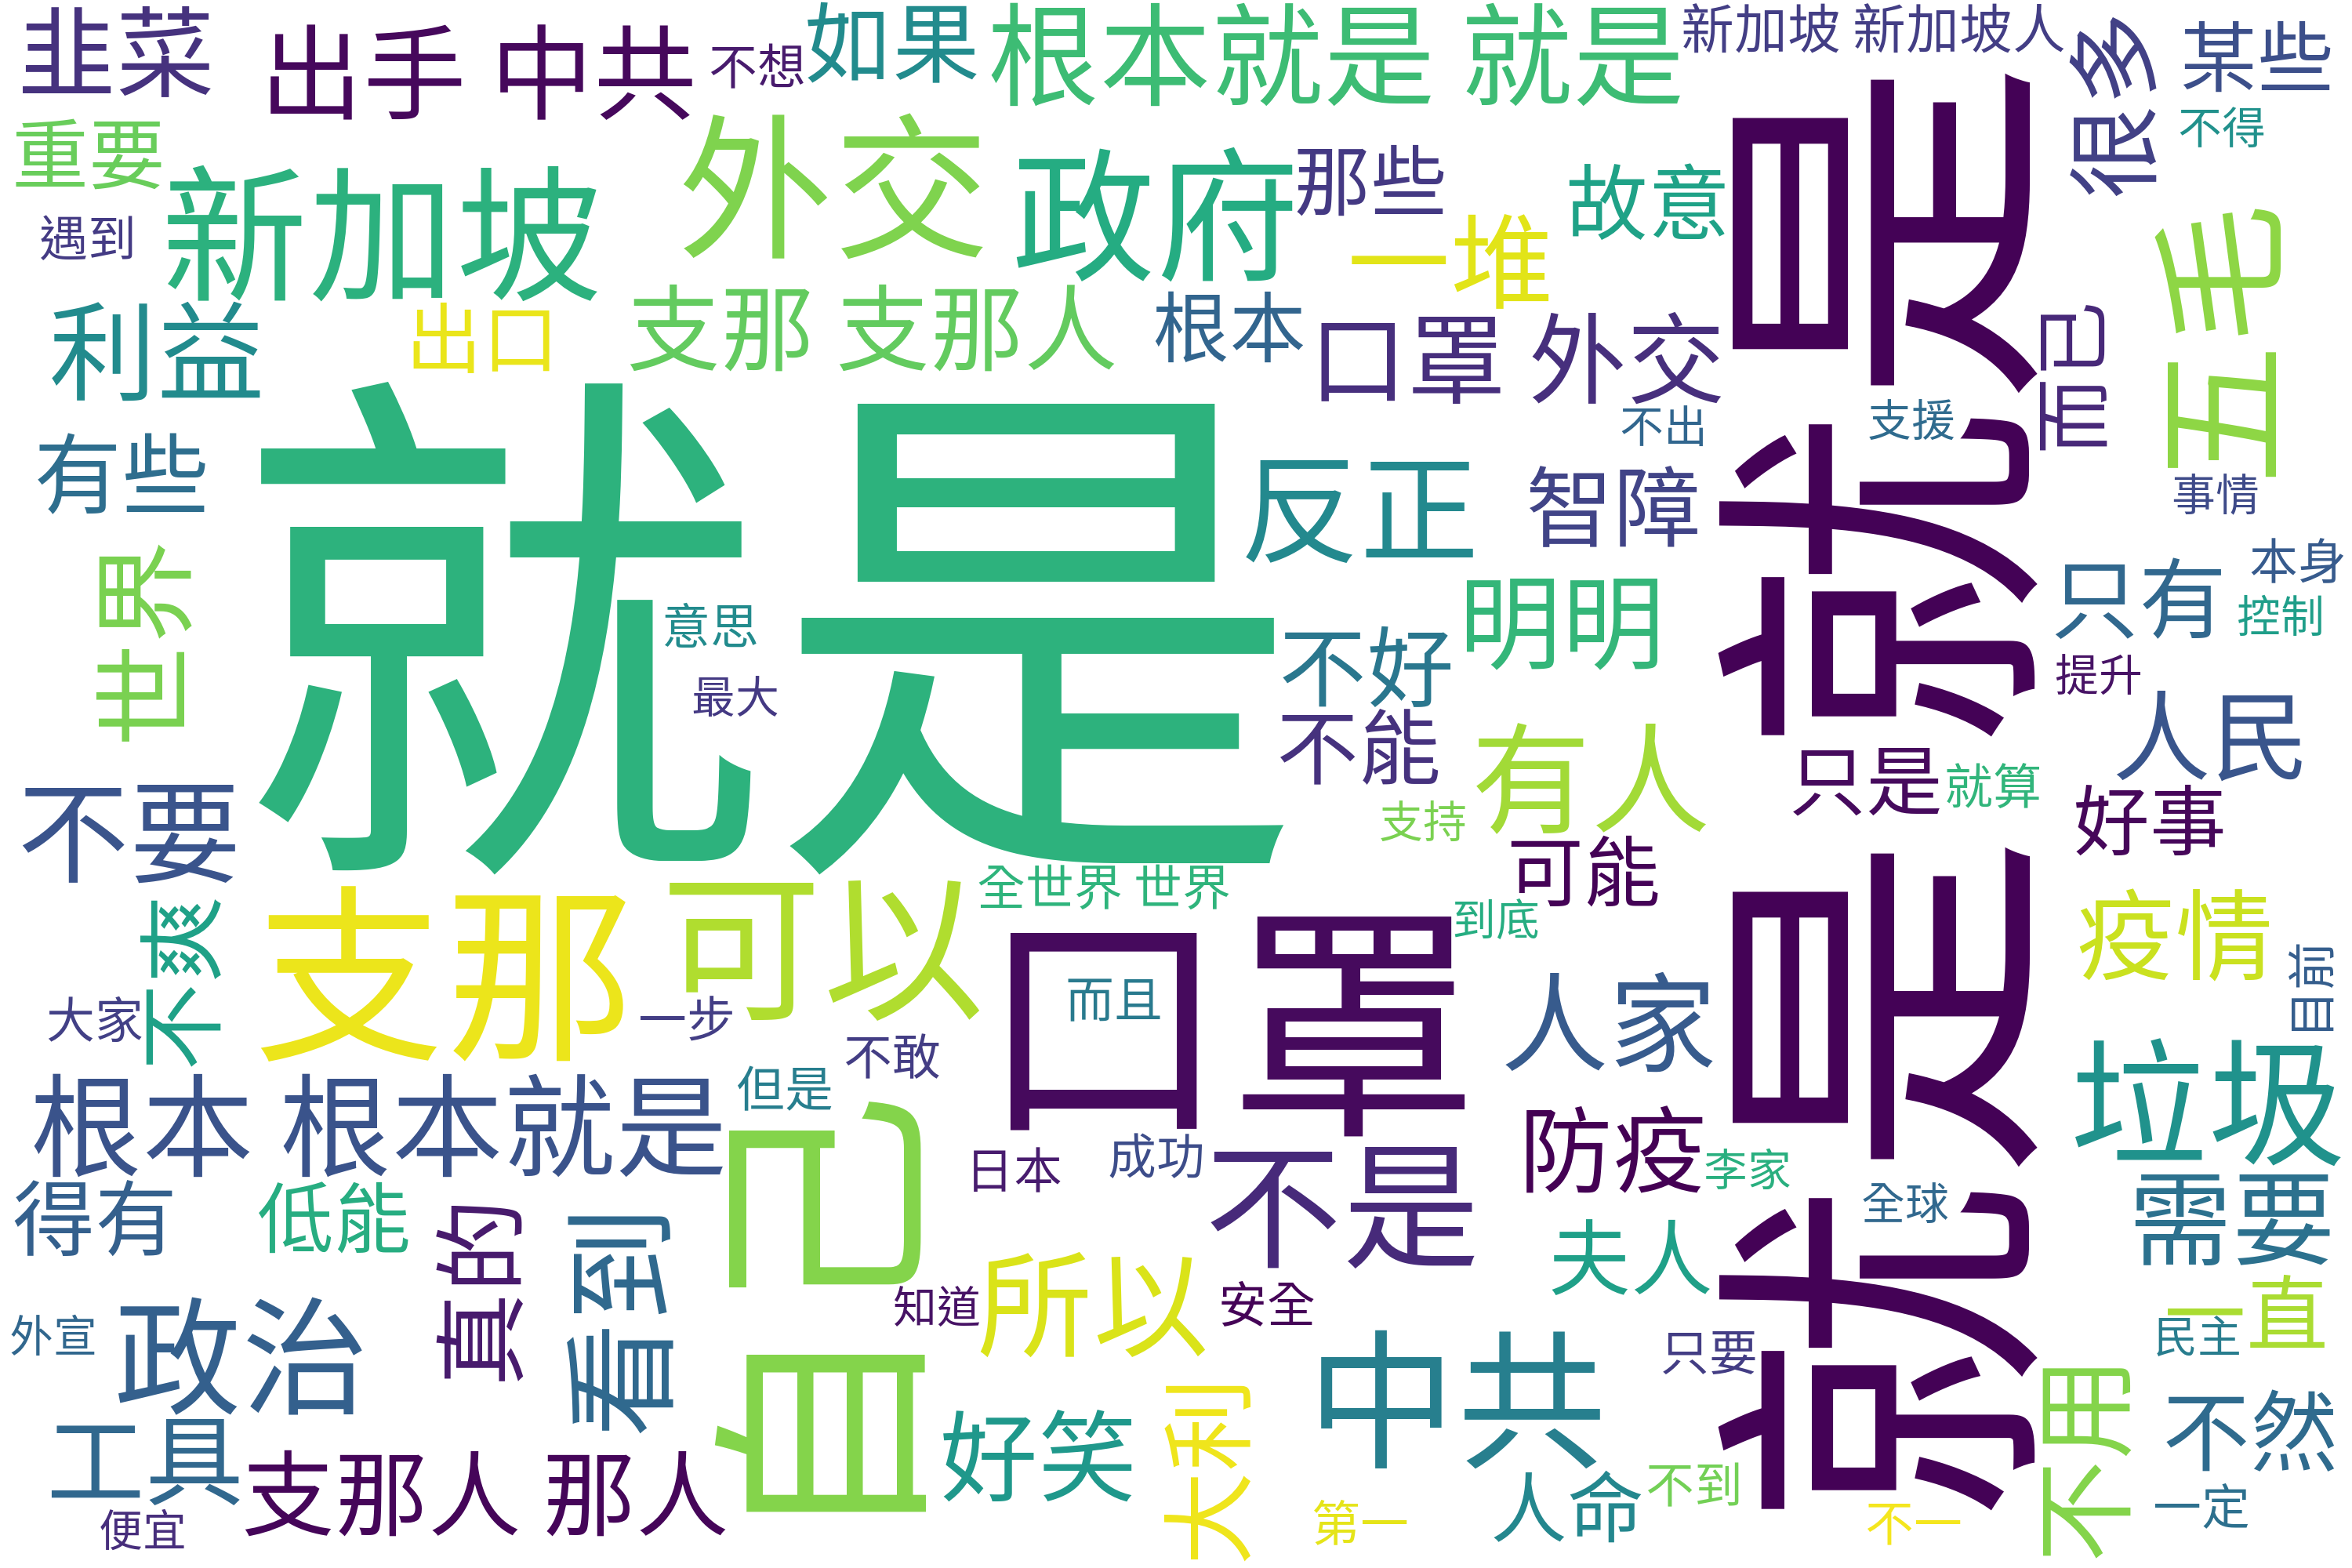 韭菜
出手 中共
不想
如果
根本就是 就是
新加坡 新加坡人
很多
某些
不得
重要
遇到
新加坡
外交
政府
那些
一堆
故意
就是
五毛
利益
出口
支那 支那人
根本
口罩 外交
不出
支援
而已
有些
就是
反正
智障
事情
世界
意思
最大
不好
不能
明明
只有
本身
控制
提升
人民
有人
支持
可能
只是
就算
好事
不要
不爽
支那
可以
全世界 世界
到底
口罩
而且
就是
疫情
目前
大家
一步
不敢
人家
垃圾
根本 根本就是
但是
自己
日本
成功
不是
防疫
李家
全球
需要
得有
低能
真的
看到
知道
所以
安全
夫人
外宣
政治
中共
只要
民主
一直
不用
不然
工具
便宜
支那人 那人
好笑
大利
第一
人命
不到
不一
一定